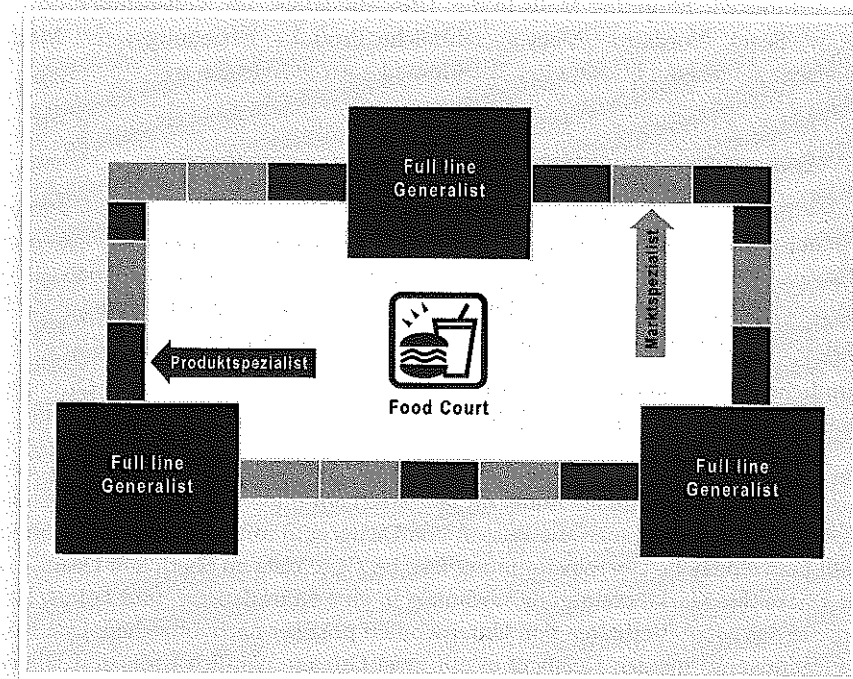 Full line
Generalist
Marktspezialist
Produktspezialist
Food Court
Full line
Generalist
Full line
Generalist